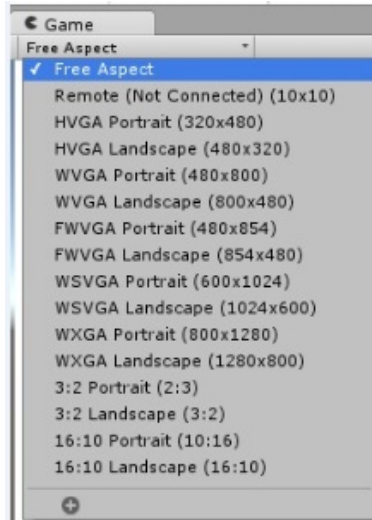 Game
Free Aspect
Free Aspect
Remote (Not Connected) (10x10)
HVGA Portrait (320x480)
HVGA Landscape (480x320)
WVGA Portrait (480x800)
WVGA Landscape (800x480)
FWVGA Portrait (480x854)
FWVGA Landscape (854x480)
WSVGA Portrait (600x1024)
WSVGA Landscape (1024x600)
WXGA Portrait (800x1280)
WXGA Landscape (1280x800)
3:2 Portrait (2:3)
3:2 Landscape (3:2)
16:10 Portrait (10:16)
16:10 Landscape (16:10)